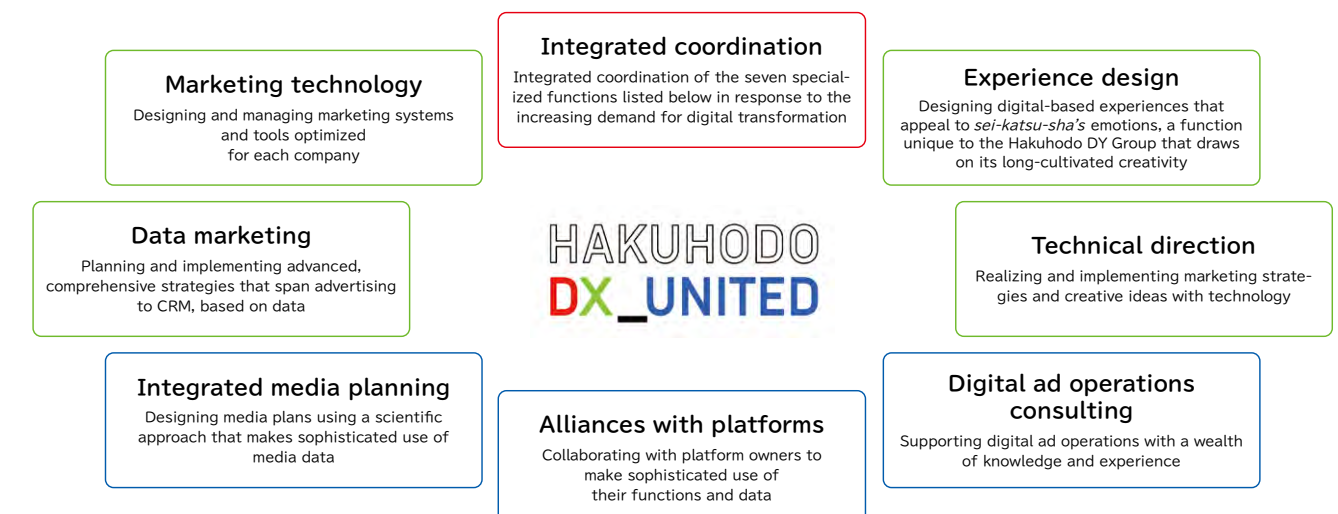 Integrated coordination
Integrated coordination of the seven special-
ized functions listed below in response to the
increasing demand for digital transformation
Marketing technology
Designing and managing marketing systems
and tools optimized
for each company
Experience design
Designing digital-based experiences that
appeal to sei-katsu-sha's emotions, a function
unique to the Hakuhodo DY Group that draws
on its long-cultivated creativity
Data marketing
Planning and implementing advanced,
comprehensive strategies that span advertising
to CRM, based on data
HAKUHODO
DX_UNITED
Technical direction
Realizing and implementing marketing strate-
gies and creative ideas with technology
Integrated media planning
Designing media plans using a scientific
approach that makes sophisticated use of
media data
Alliances with platforms
Collaborating with platform owners to
make sophisticated use of
their functions and data
Digital ad operations
consulting
Supporting digital ad operations with a wealth
of knowledge and experience